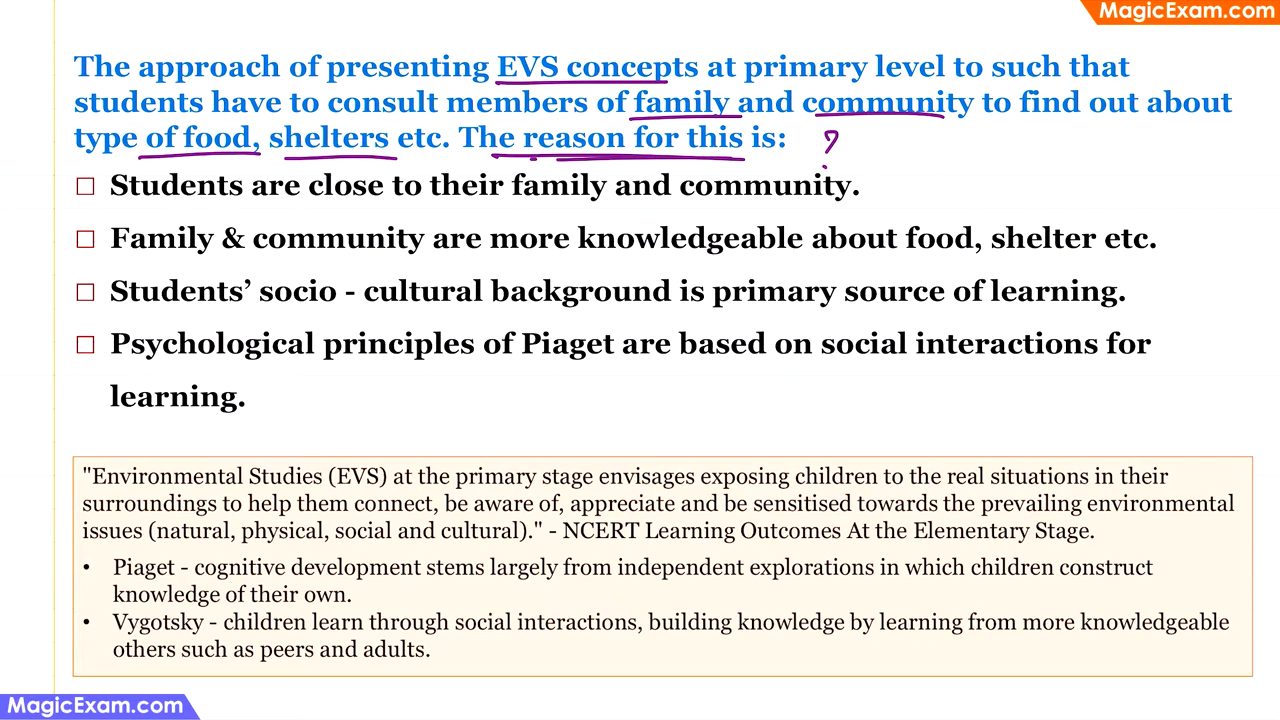 MagicExam.com
The approach of presenting EVS concepts at primary level to such that
students have to consult members of family and community to find out about
type of food, shelters etc. The reason for this is: ?
□ Students are close to their family and community.
□ Family & community are more knowledgeable about food, shelter etc.
□ Students’ socio - cultural background is primary source of learning.
□ Psychological principles of Piaget are based on social interactions for
learning.
"Environmental Studies (EVS) at the primary stage envisages exposing children to the real situations in their
surroundings to help them connect, be aware of, appreciate and be sensitised towards the prevailing environmental
issues (natural, physical, social and cultural)." - NCERT Learning Outcomes At the Elementary Stage.
• Piaget - cognitive development stems largely from independent explorations in which children construct
knowledge of their own.
• Vygotsky - children learn through social interactions, building knowledge by learning from more knowledgeable
others such as peers and adults.
MagicExam.com